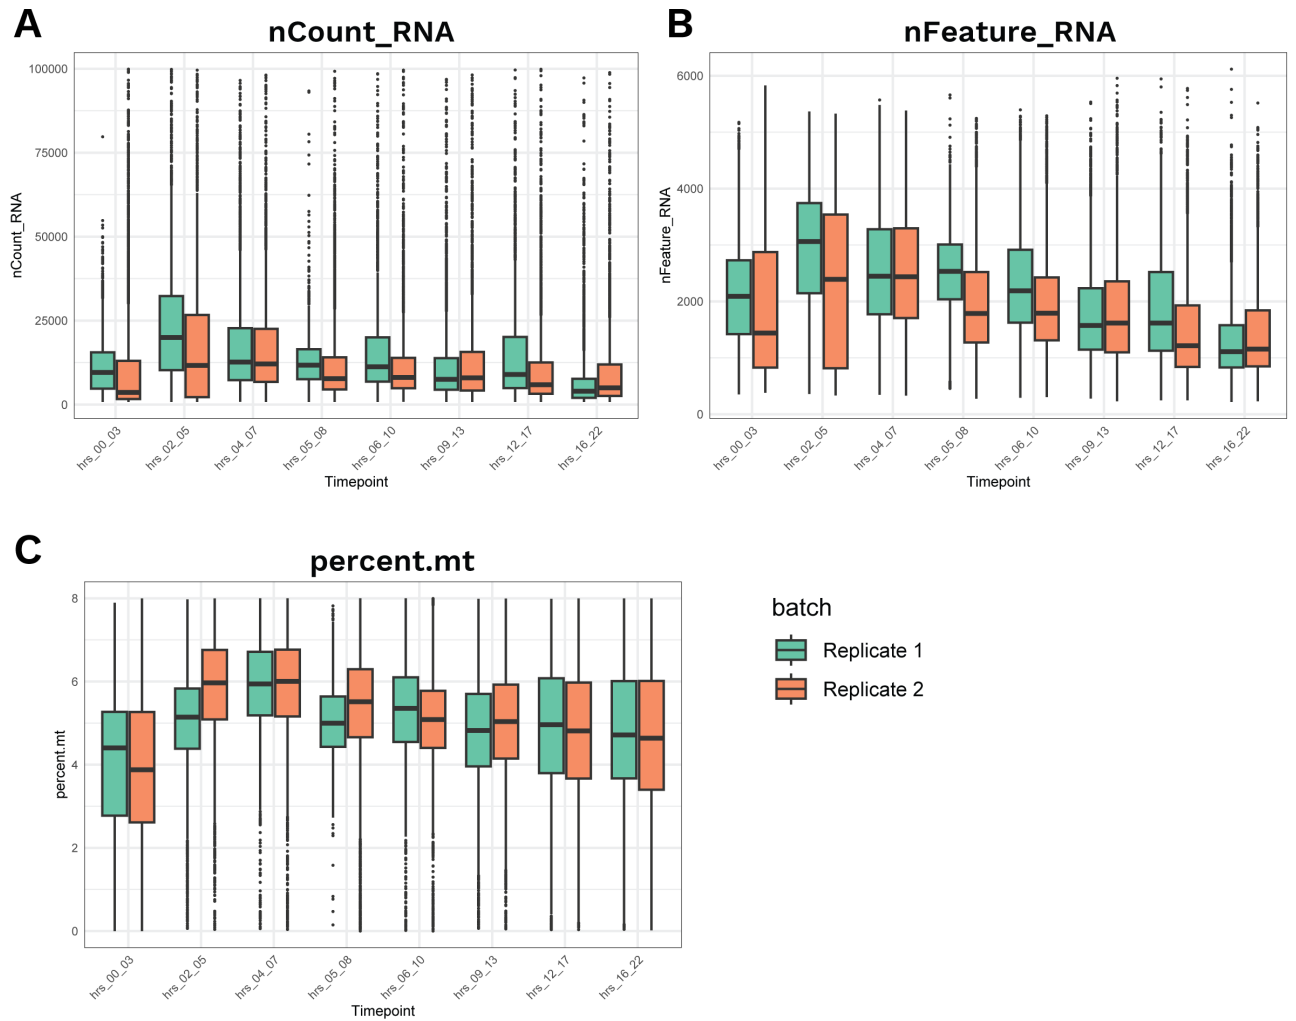 A
nCount_RNA
nCount_RNA
100000
75000
50000
25000
0
hrs_00_03
hrs_02_05
hrs_04_07
hrs_05_08
hrs_06_10
hrs_09_13
hrs_12_17
hrs_16_22
Timepoint
B
nFeature_RNA
nFeature_RNA
6000
4000
2000
0
hrs_00_03
hrs_02_05
hrs_04_07
hrs_05_08
hrs_06_10
hrs_09_13
hrs_12_17
hrs_16_22
Timepoint
C
percent.mt
percent.mt
8
6
4
2
0
hrs_00_03
hrs_02_05
hrs_04_07
hrs_05_08
hrs_06_10
hrs_09_13
hrs_12_17
hrs_16_22
Timepoint
batch
Replicate 1
Replicate 2